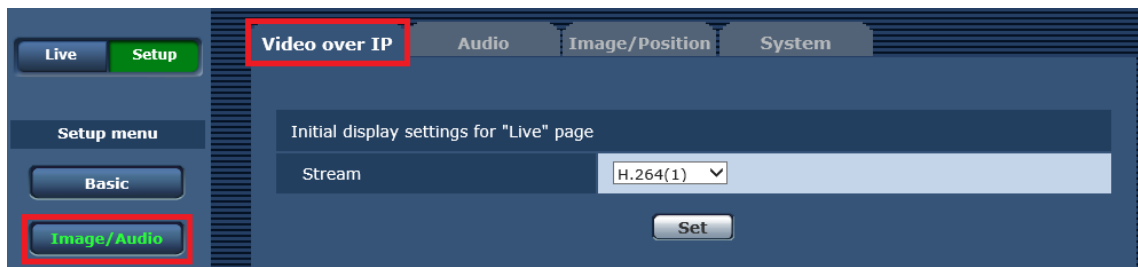 Live Setup
Setup menu
Basic
Image/Audio
Video over IP Audio Image/Position System
Initial display settings for "Live" page
Stream H.264(1)
Set